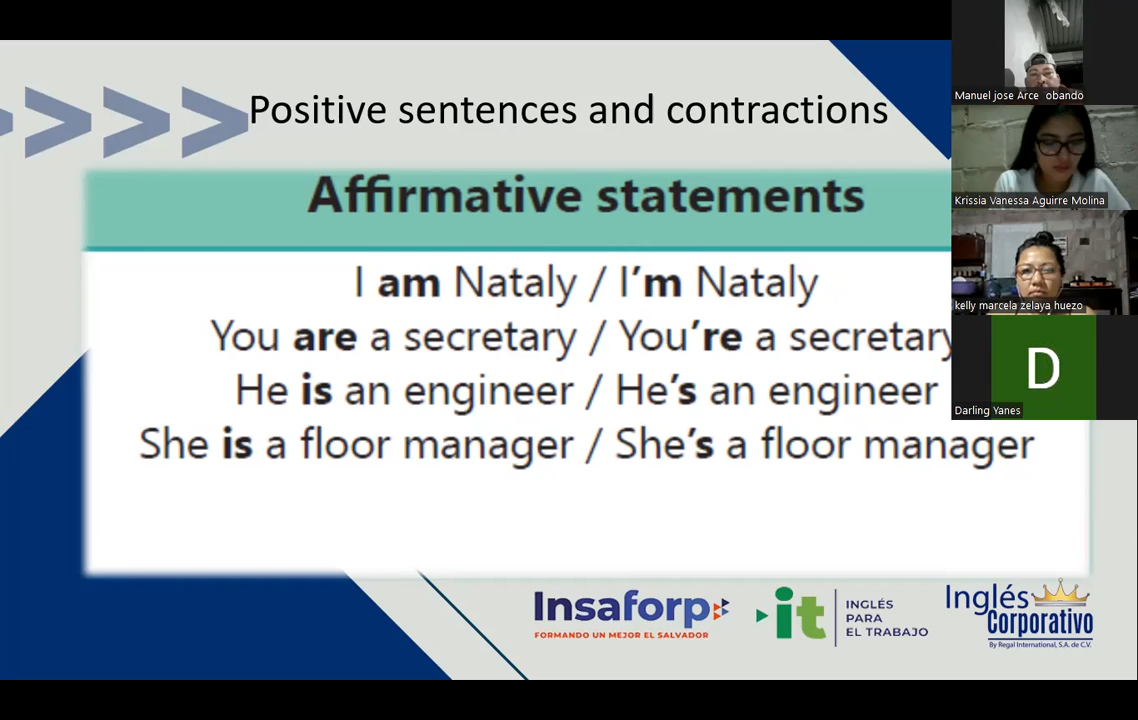 Positive sentences and contractions
Affirmative statements
I am Nataly / I'm Nataly
You are a secretary / You're a secretary
He is an engineer / He's an engineer
She is a floor manager / She's a floor manager
Insaforp
FORMANDO UN MEJOR EL SALVADOR
it
INGLÉS
PARA
EL TRABAJO
Inglés
Corporativo
By Regal International, S.A. de C.V.
Manuel jose Arce obando
Krissia Vanessa Aguirre Molina
kelly marcela zelaya huezo
D
Darling Yanes